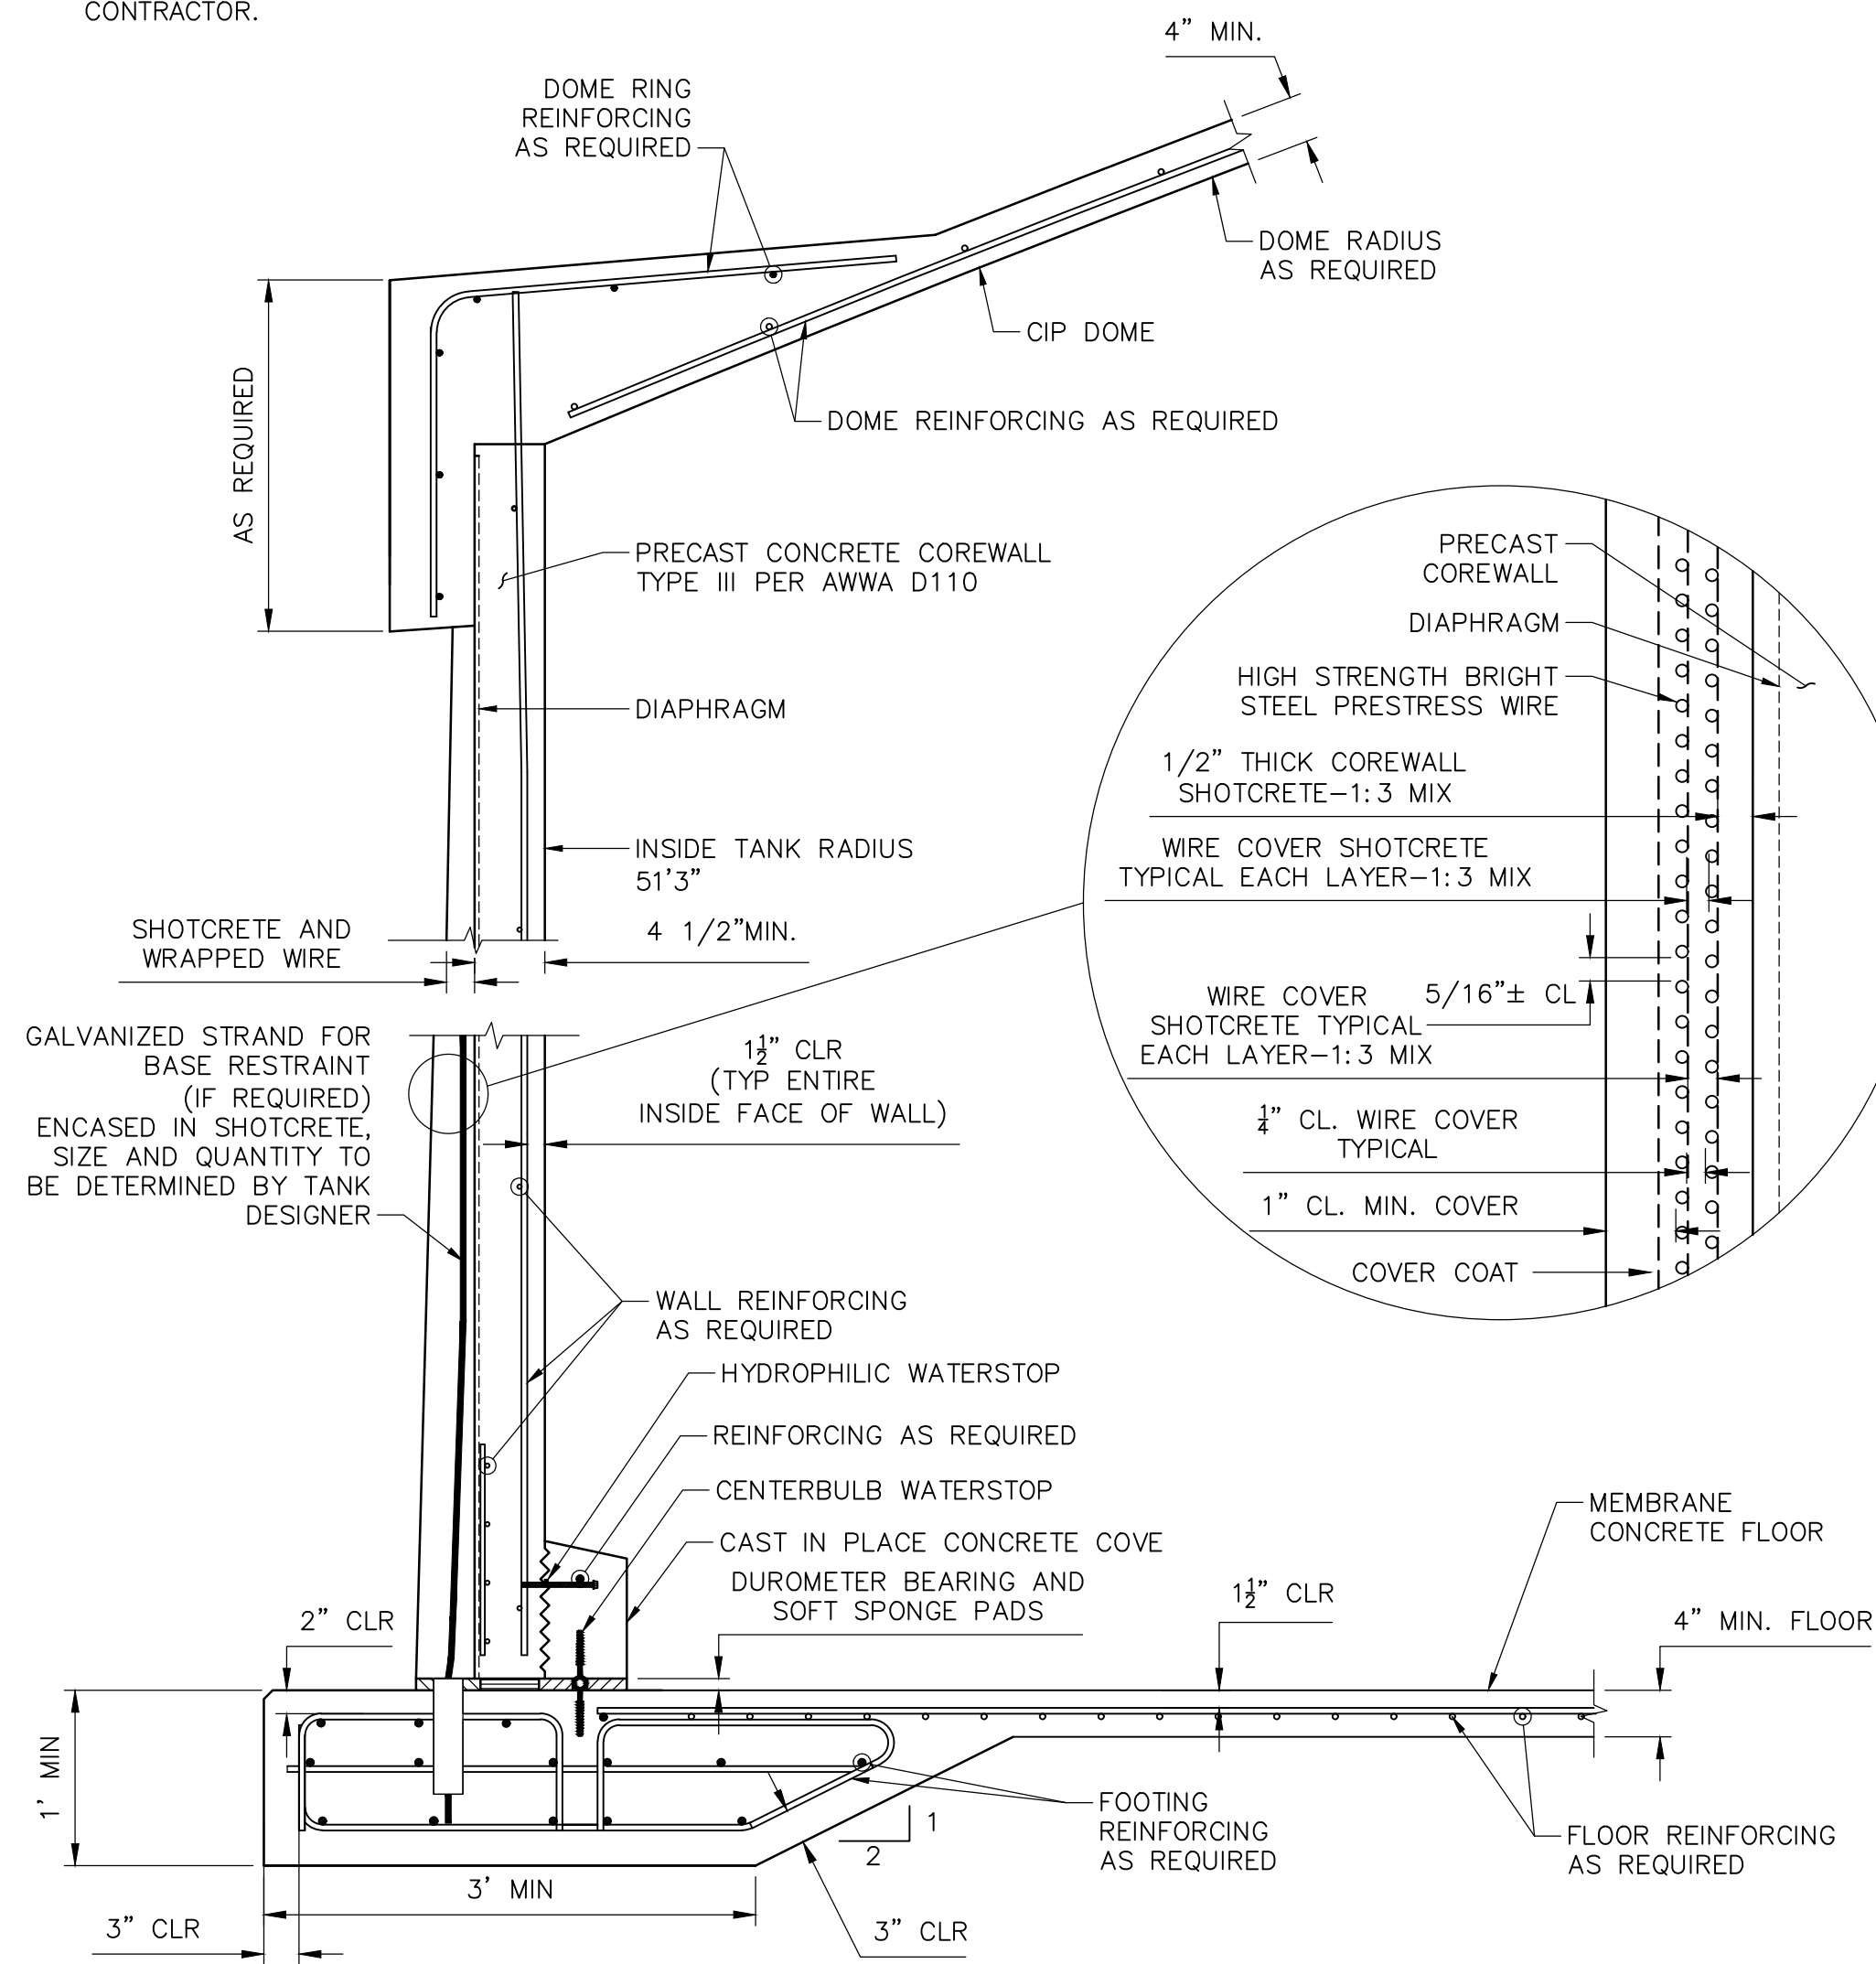 CONTRACTOR.
4" MIN.
DOME RING
REINFORCING
AS REQUIRED
DOME RADIUS
AS REQUIRED
CIP DOME
DOME REINFORCING AS REQUIRED
AS REQUIRED
PRECAST CONCRETE COREWALL
TYPE III PER AWWA D110
DIAPHRAGM
INSIDE TANK RADIUS
51'3"
SHOTCRETE AND
WRAPPED WIRE
4 1/2"MIN.
PRECAST
COREWALL
DIAPHRAGM
HIGH STRENGTH BRIGHT
STEEL PRESTRESS WIRE
1/2" THICK COREWALL
SHOTCRETE-1:3 MIX
WIRE COVER SHOTCRETE
TYPICAL EACH LAYER-1:3 MIX
WIRE COVER
SHOTCRETE TYPICAL
EACH LAYER-1:3 MIX
5/16"± CL
1/4" CL. WIRE COVER
TYPICAL
1" CL. MIN. COVER
COVER COAT
GALVANIZED STRAND FOR
BASE RESTRAINT
(IF REQUIRED)
ENCASED IN SHOTCRETE,
SIZE AND QUANTITY TO
BE DETERMINED BY TANK
DESIGNER
1 1/2" CLR
(TYP ENTIRE
INSIDE FACE OF WALL)
WALL REINFORCING
AS REQUIRED
HYDROPHILIC WATERSTOP
REINFORCING AS REQUIRED
CENTERBULB WATERSTOP
CAST IN PLACE CONCRETE COVE
DUROMETER BEARING AND
SOFT SPONGE PADS
MEMBRANE
CONCRETE FLOOR
1 1/2" CLR
4" MIN. FLOOR
2" CLR
1' MIN
3' MIN
3" CLR
1
2
3" CLR
FOOTING
REINFORCING
AS REQUIRED
FLOOR REINFORCING
AS REQUIRED